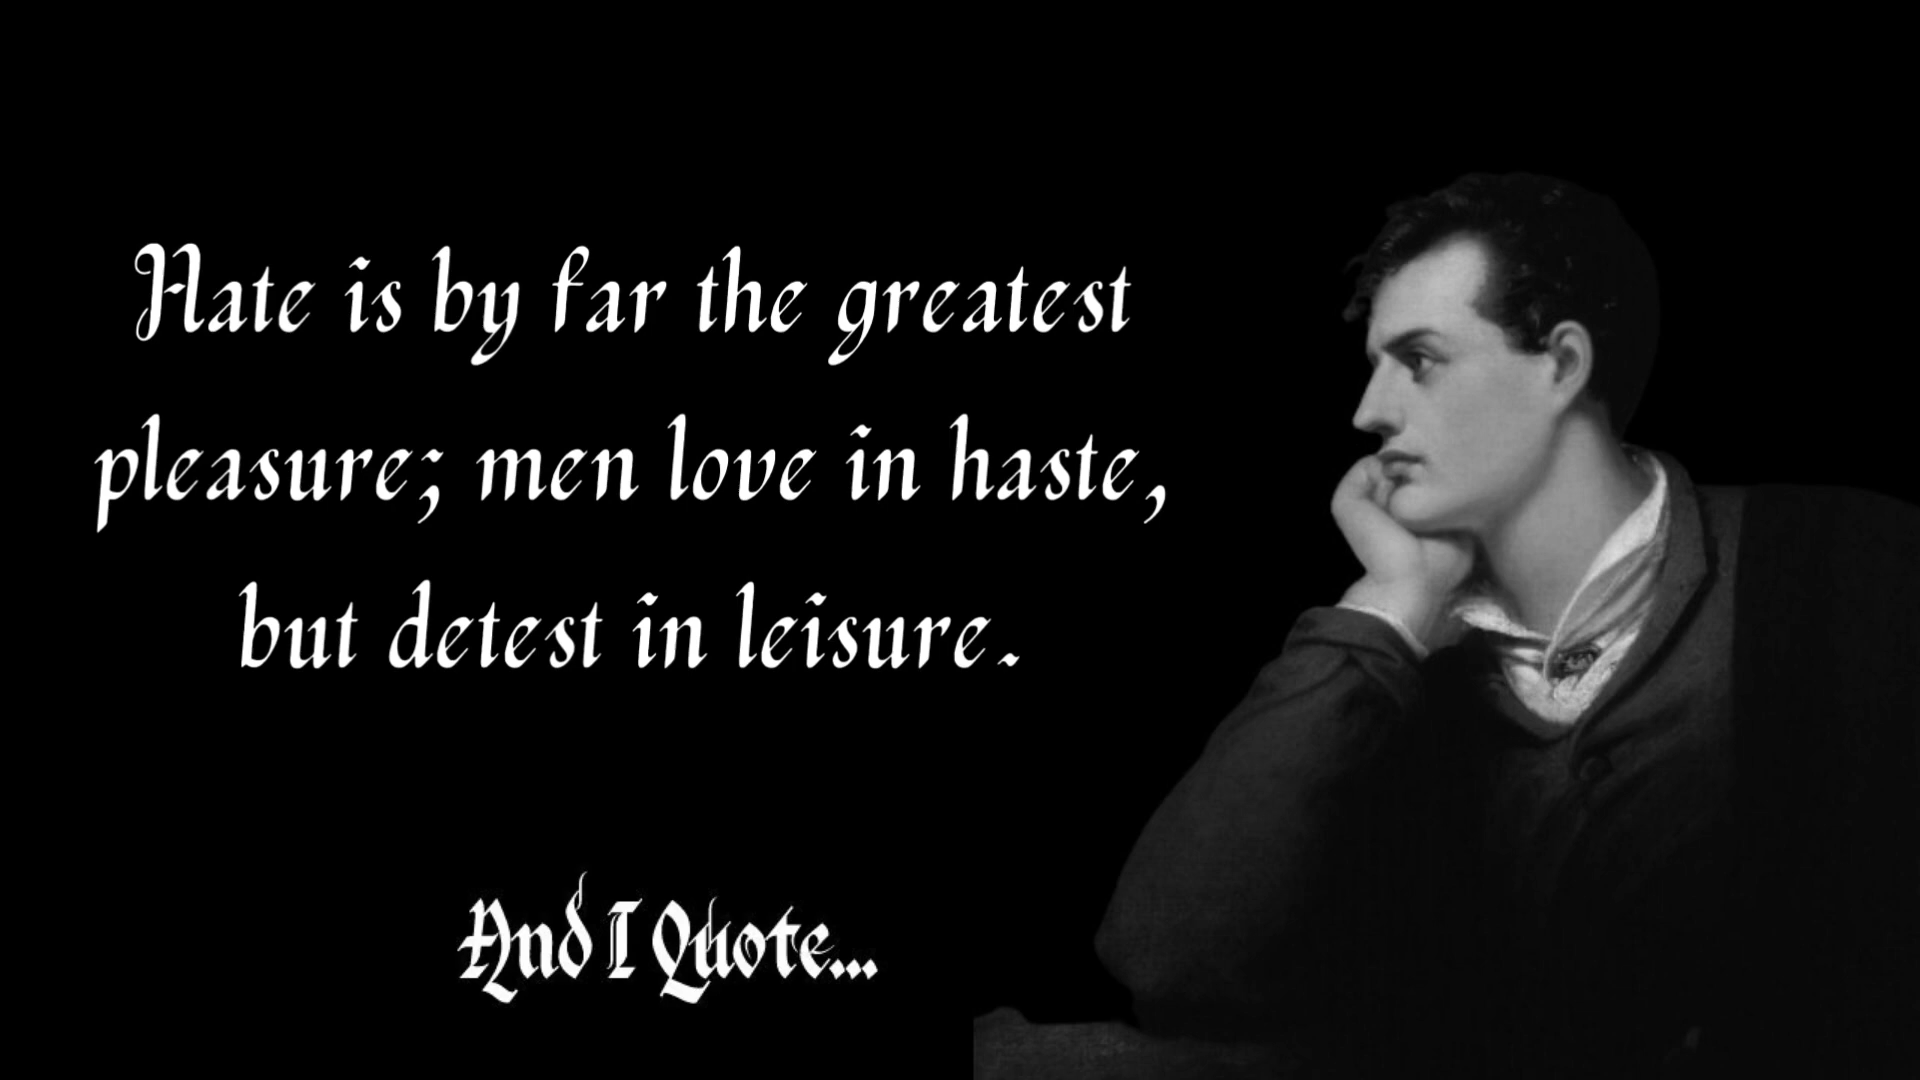 Hate is by far the greatest
pleasure; men love in haste,
but detest in leisure.
And I Quote...